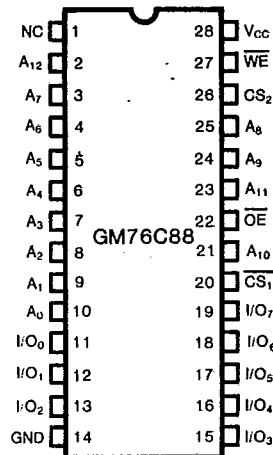 NC 1 28 VCC
A12 2 27 WE
A7 3 26 CS2
A6 4 25 A8
A5 5 24 A9
A4 6 23 A11
A3 7 22 OE
GM76C88
A2 8 21 A10
A1 9 20 CS1
A0 10 19 I/O7
I/O0 11 18 I/O6
I/O1 12 17 I/O5
I/O2 13 16 I/O4
GND 14 15 I/O3